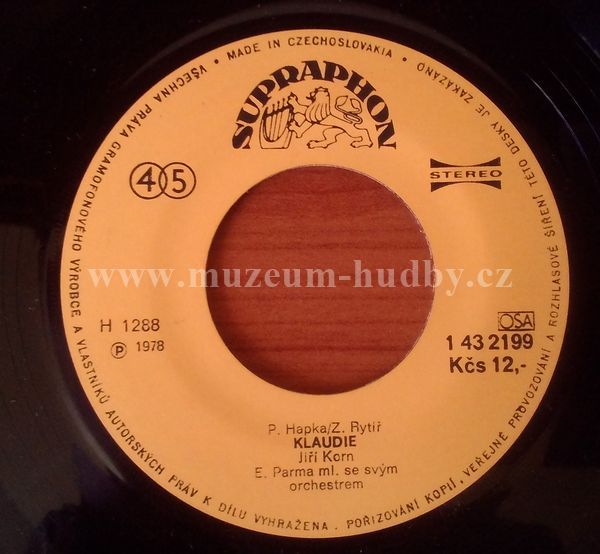 VŠECHNA PRÁVA GRAMOFONOVÉHO VÝROBCE A VLASTNÍKŮ AUTORSKÝCH PRÁV K DÍLU VYHRAŽENA. POŘIZOVÁNÍ KOPIÍ, VEŘEJNÉ PROVOZOVÁNÍ A ROZHLASOVÉ ŠÍŘENÍ TÉTO DESKY JE ZAKÁZÁNO • MADE IN CZECHOSLOVAKIA •
SUPRAPHON
45
STEREO
www.muzeum-hudby.cz
H 1288
Ⓟ 1978
OSA
1 43 2199
Kčs 12,-
P. Hapka/Z. Rytíř
KLAUDIE
Jiří Korn
E. Parma ml. se svým
orchestrem